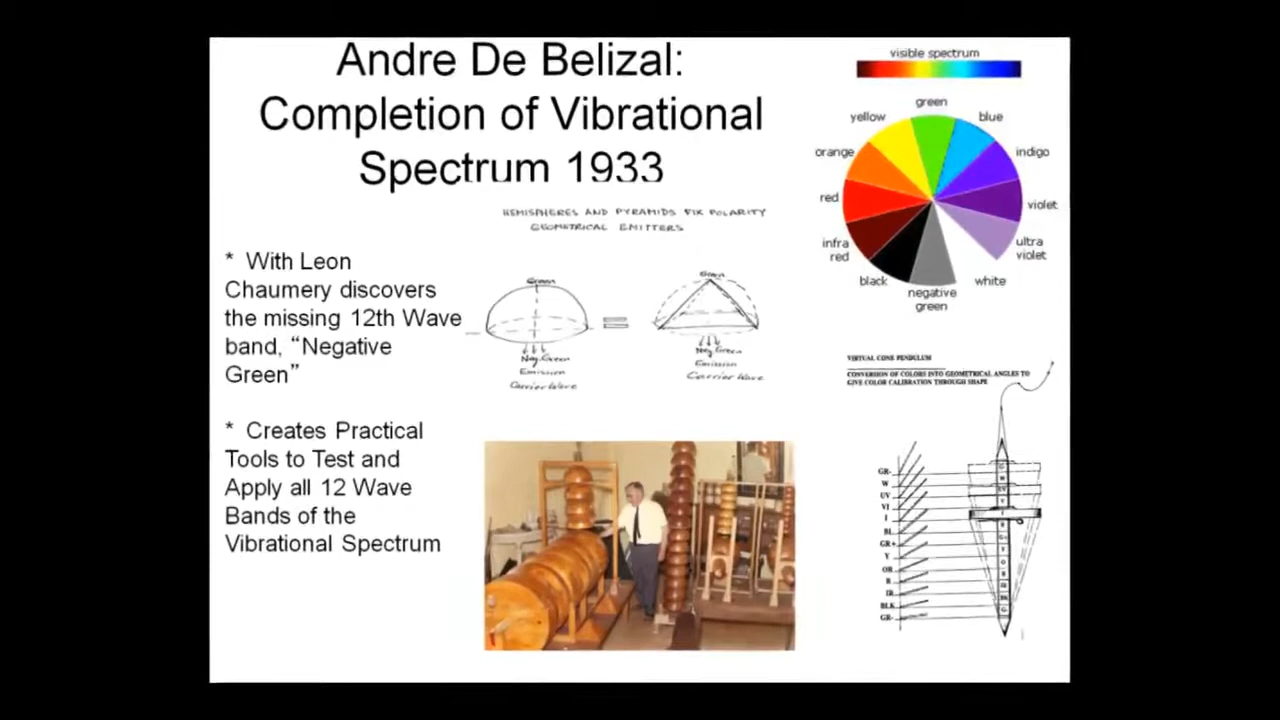 Andre De Belizal:
Completion of Vibrational
Spectrum 1933
* With Leon
Chaumery discovers
the missing 12th Wave
band, “Negative
Green”
* Creates Practical
Tools to Test and
Apply all 12 Wave
Bands of the
Vibrational Spectrum
HEMISPHERES AND PYRAMIDS FIX POLARITY
GEOMETRICAL EMITTERS
Green
Neg Green
Emission
Carrier Wave
=
Green
Neg Green
Emission
Carrier Wave
visible spectrum
green
yellow
blue
orange
indigo
red
violet
infra
red
ultra
violet
black
white
negative
green
VIRTUAL CONE PENDULUM
CONVERSION OF COLORS INTO GEOMETRICAL ANGLES TO
GIVE COLOR CALIBRATION THROUGH SHAPE
GR-
W
UV
VI
I
BL
GR+
Y
OR
R
IR
BLK
GR-